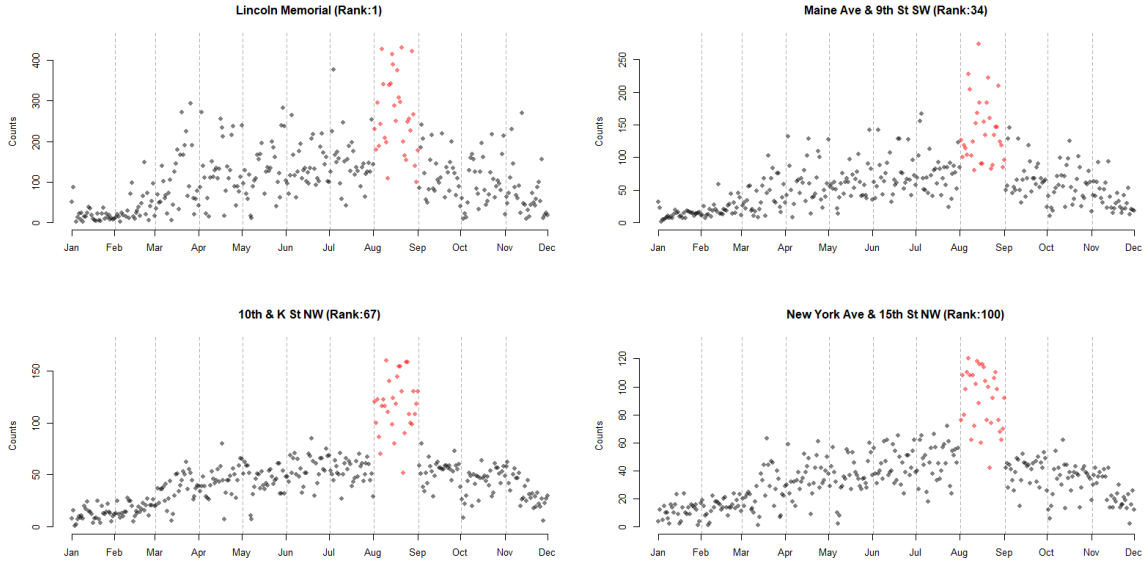 Lincoln Memorial (Rank:1)
Counts
400
300
200
100
0
Jan Feb Mar Apr May Jun Jul Aug Sep Oct Nov Dec
Maine Ave & 9th St SW (Rank:34)
Counts
250
200
150
100
50
0
Jan Feb Mar Apr May Jun Jul Aug Sep Oct Nov Dec
10th & K St NW (Rank:67)
Counts
150
100
50
0
Jan Feb Mar Apr May Jun Jul Aug Sep Oct Nov Dec
New York Ave & 15th St NW (Rank:100)
Counts
120
100
80
60
40
20
0
Jan Feb Mar Apr May Jun Jul Aug Sep Oct Nov Dec